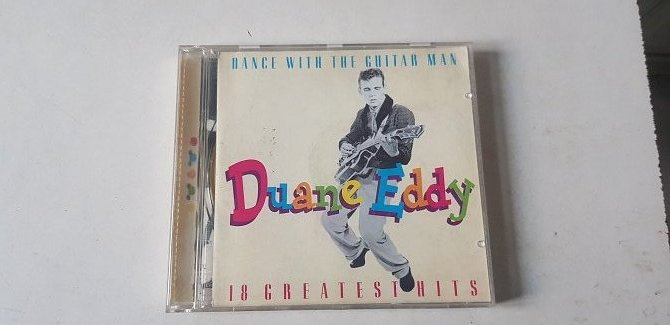 DANCE WITH THE GUITAR MAN
Duane Eddy
18 GREATEST HITS